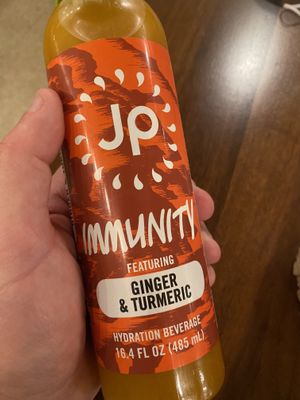 JP
IMMUNITY
FEATURING
GINGER
& TURMERIC
HYDRATION BEVERAGE
16.4 FL OZ (485 mL)